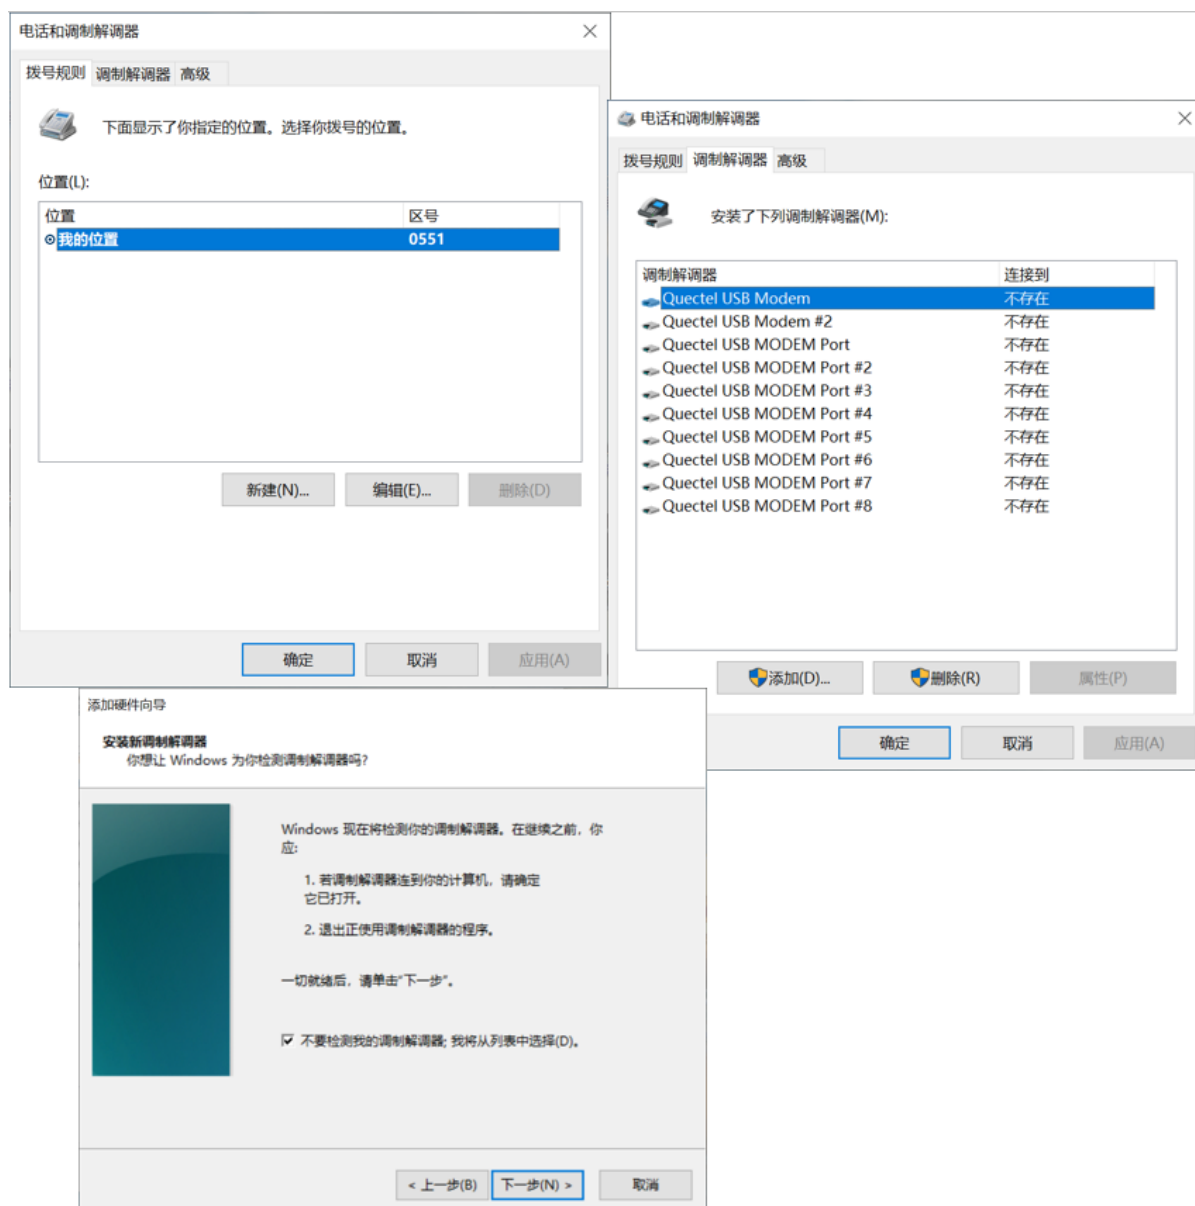 电话和调制解调器
拨号规则 调制解调器 高级
下面显示了你指定的位置。选择你拨号的位置。
位置(L):
位置 区号
我的位置 0551
新建(N)... 编辑(E)... 删除(D)
确定 取消 应用(A)
电话和调制解调器
拨号规则 调制解调器 高级
安装了下列调制解调器(M):
调制解调器 连接到
Quectel USB Modem 不存在
Quectel USB Modem #2 不存在
Quectel USB MODEM Port 不存在
Quectel USB MODEM Port #2 不存在
Quectel USB MODEM Port #3 不存在
Quectel USB MODEM Port #4 不存在
Quectel USB MODEM Port #5 不存在
Quectel USB MODEM Port #6 不存在
Quectel USB MODEM Port #7 不存在
Quectel USB MODEM Port #8 不存在
添加(D)... 删除(R) 属性(P)
确定 取消 应用(A)
添加硬件向导
安装新调制解调器
你想让 Windows 为你检测调制解调器吗?
Windows 现在将检测你的调制解调器。在继续之前，你
应:
1. 若调制解调器连到你的计算机，请确定
它已打开。
2. 退出正使用调制解调器的程序。
一切就绪后，请单击"下一步"。
不要检测我的调制解调器; 我将从列表中选择(D)。
< 上一步(B) 下一步(N) > 取消